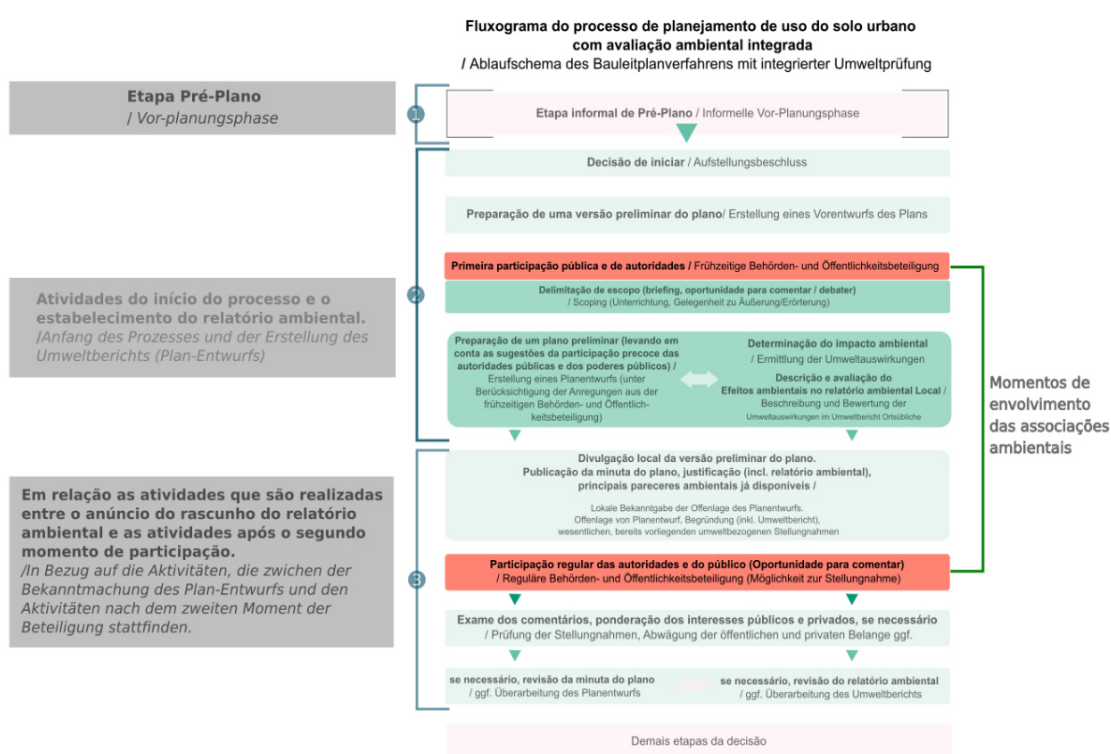 Fluxograma do processo de planejamento de uso do solo urbano
com avaliação ambiental integrada
/ Ablaufschema des Bauleitplanverfahrens mit integrierter Umweltprüfung
Etapa Pré-Plano
/ Vor-planungsphase
1
Etapa informal de Pré-Plano / Informelle Vor-Planungsphase
Decisão de iniciar / Aufstellungsbeschluss
Preparação de uma versão preliminar do plano/ Erstellung eines Vorentwurfs des Plans
Primeira participação pública e de autoridades / Frühzeitige Behörden- und Öffentlichkeitsbeteiligung
Atividades do início do processo e o
estabelecimento do relatório ambiental.
/Anfang des Prozesses und der Erstellung des
Umweltberichts (Plan-Entwurfs)
2
Delimitação de escopo (briefing, oportunidade para comentar / debater)
/ Scoping (Unterrichtung, Gelegenheit zu Äußerung/Erörterung)
Preparação de um plano preliminar (levando em
conta as sugestões da participação precoce das
autoridades públicas e dos poderes públicos) /
Erstellung eines Planentwurfs (unter
Berücksichtigung der Anregungen aus der
frühzeitigen Behörden- und Öffentlich-
keitsbeteiligung)
Determinação do impacto ambiental
/ Ermittlung der Umweltauswirkungen
Descrição e avaliação do
Efeitos ambientais no relatório ambiental Local /
Beschreibung und Bewertung der
Umweltauswirkungen im Umweltbericht Ortsübliche
Momentos de
envolvimento
das associações
ambientais
Divulgação local da versão preliminar do plano.
Publicação da minuta do plano, justificação (incl. relatório ambiental),
principais pareceres ambientais já disponíveis /
Lokale Bekanntgabe der Offenlage des Planentwurfs.
Offenlage von Planentwurf, Begründung (inkl. Umweltbericht),
wesentlichen, bereits vorliegenden umweltbezogenen Stellungnahmen
Em relação as atividades que são realizadas
entre o anúncio do rascunho do relatório
ambiental e as atividades após o segundo
momento de participação.
/In Bezug auf die Aktivitäten, die zwichen der
Bekanntmachung des Plan-Entwurfs und den
Aktivitäten nach dem zweiten Moment der
Beteiligung stattfinden.
3
Participação regular das autoridades e do público (Oportunidade para comentar)
/ Reguläre Behörden- und Öffentlichkeitsbeteiligung (Möglichkeit zur Stellungnahme)
Exame dos comentários, ponderação dos interesses públicos e privados, se necessário
/ Prüfung der Stellungnahmen, Abwägung der öffentlichen und privaten Belange ggf.
se necessário, revisão da minuta do plano
/ ggf. Überarbeitung des Planentwurfs
se necessário, revisão do relatório ambiental
/ ggf. Überarbeitung des Umweltberichts
Demais etapas da decisão